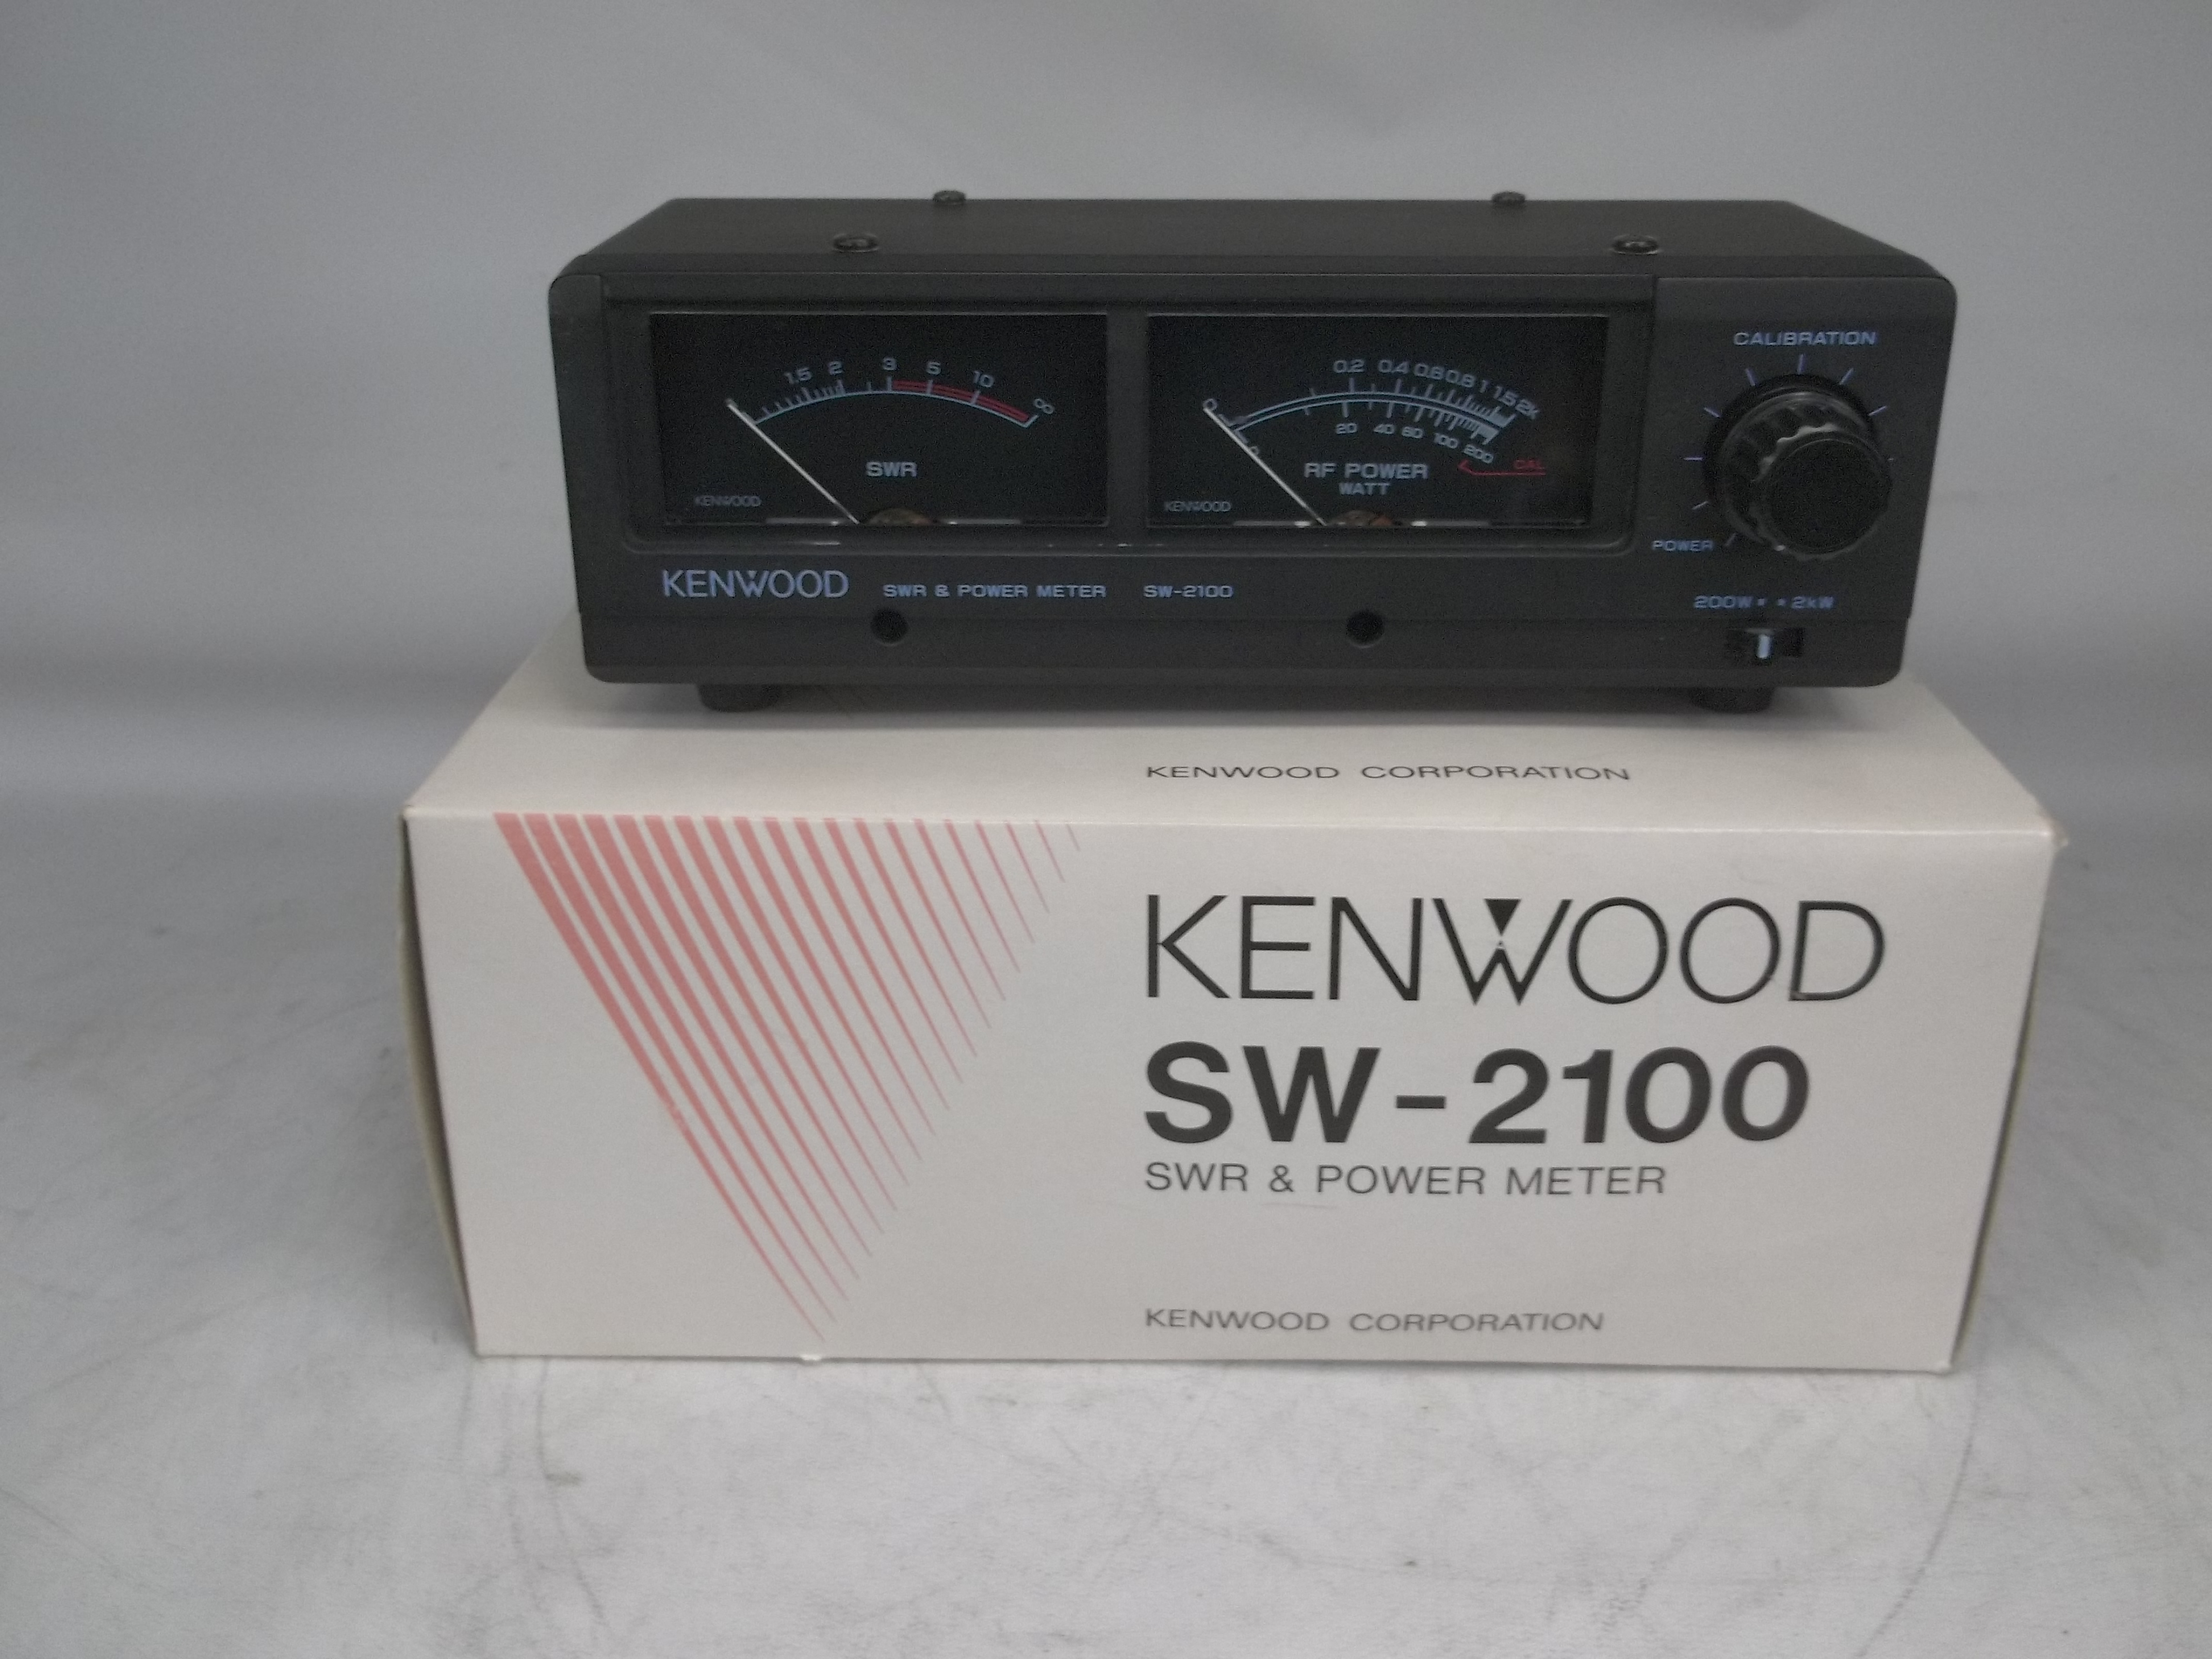 1.5 2 3 5 10 ∞
SWR
KENWOOD
0 0.2 0.4 0.6 0.8 1 1.5 2k
0 20 40 60 100 200
CAL
RF POWER
WATT
KENWOOD
CALIBRATION
POWER
200W 2kW
KENWOOD SWR & POWER METER SW-2100
KENWOOD CORPORATION
KENWOOD
SW-2100
SWR & POWER METER
KENWOOD CORPORATION